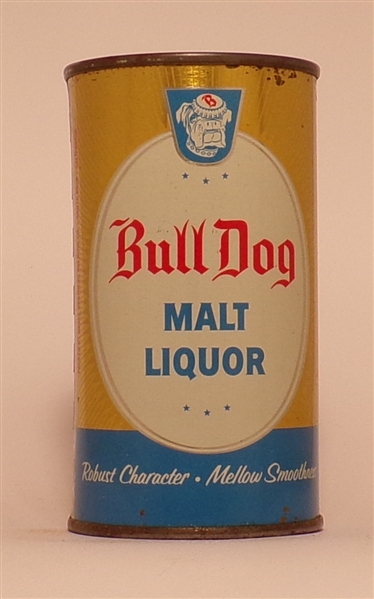 B
Bull Dog
MALT
LIQUOR
Robust Character • Mellow Smoothness